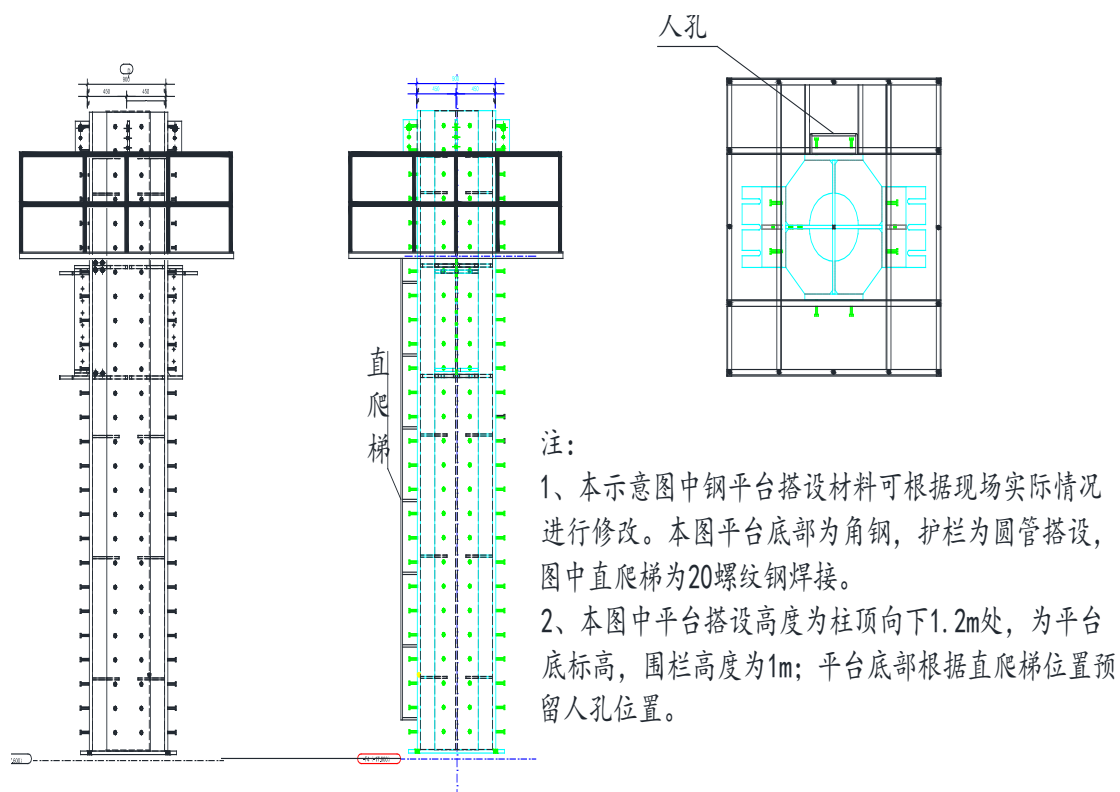 人孔
900
450
450
900
450
450
直爬梯
注：
1、本示意图中钢平台搭设材料可根据现场实际情况
进行修改。本图平台底部为角钢，护栏为圆管搭设，
图中直爬梯为20螺纹钢焊接。
2、本图中平台搭设高度为柱顶向下1.2m处，为平台
底标高，围栏高度为1m；平台底部根据直爬梯位置预
留人孔位置。